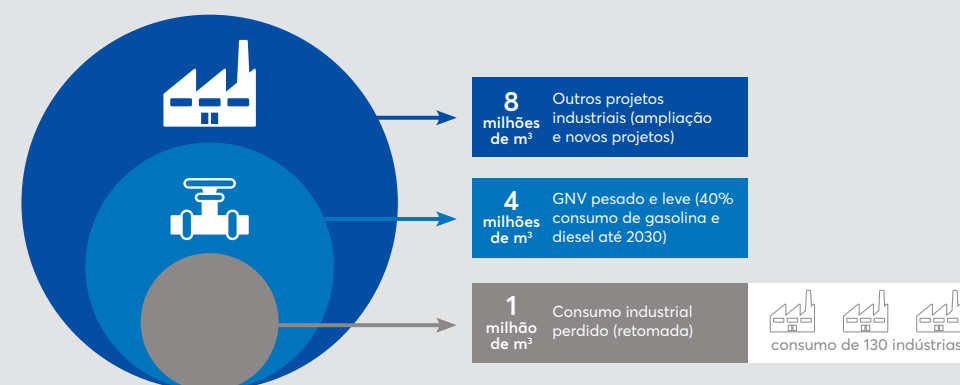 8
milhões
de m³
Outros projetos
industriais (ampliação
e novos projetos)
4
milhões
de m³
GNV pesado e leve (40%
consumo de gasolina e
diesel até 2030)
1
milhão
de m³
Consumo industrial
perdido (retomada)
consumo de 130 indústrias